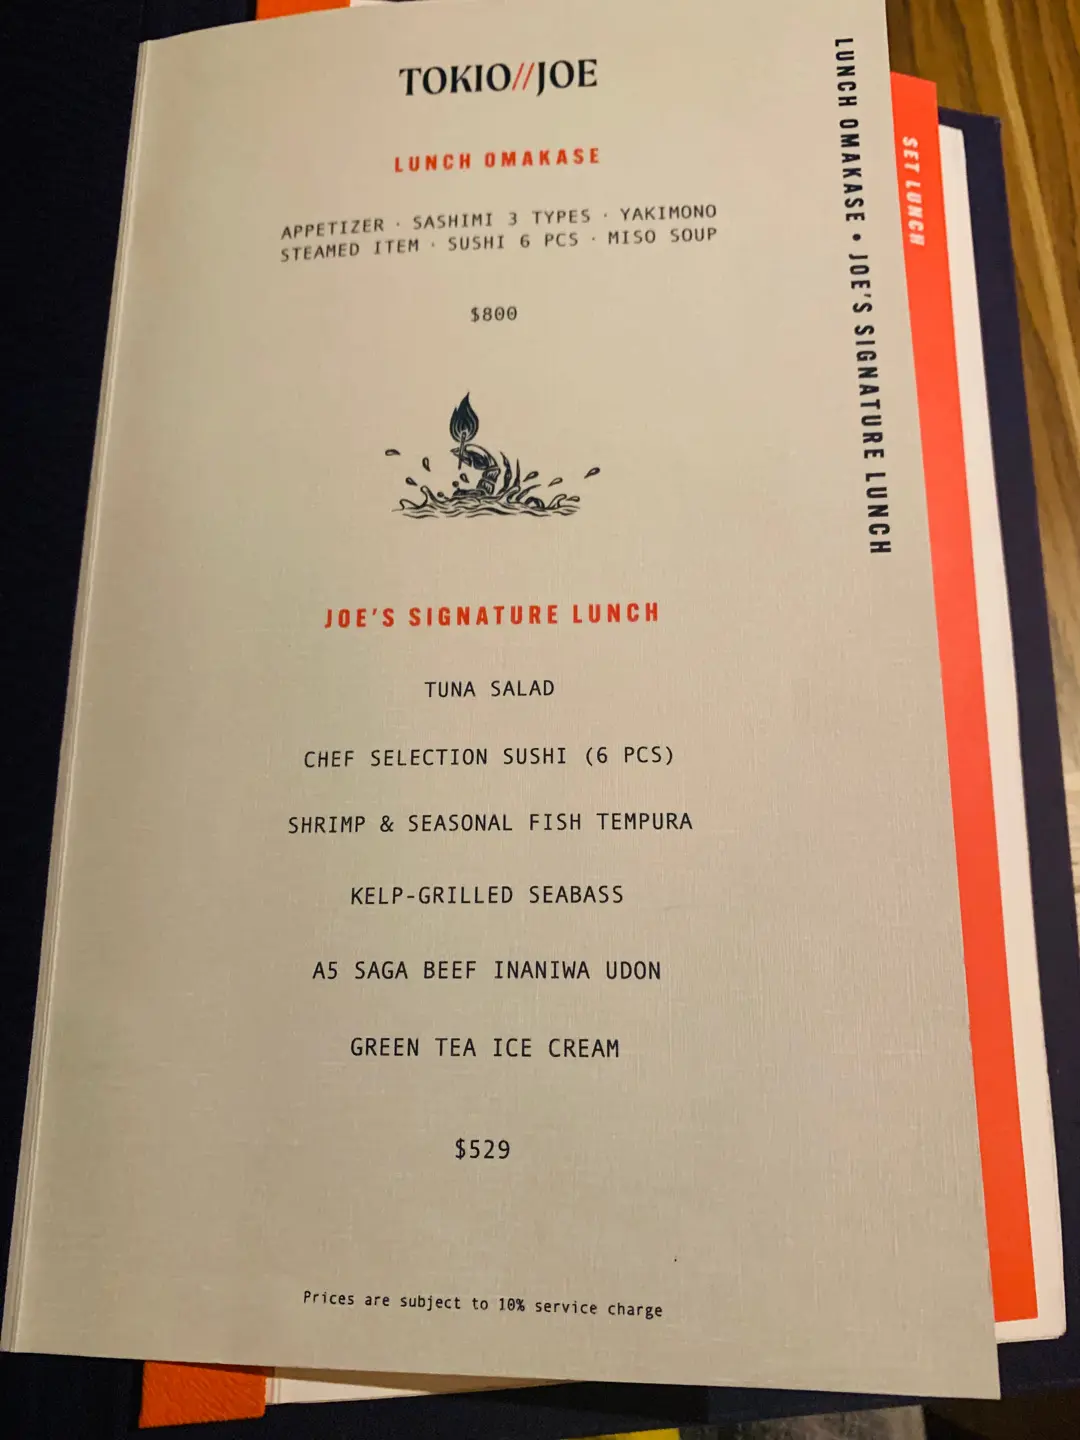 TOKIO//JOE
LUNCH OMAKASE
APPETIZER · SASHIMI 3 TYPES · YAKIMONO
STEAMED ITEM · SUSHI 6 PCS · MISO SOUP
$800
JOE'S SIGNATURE LUNCH
TUNA SALAD
CHEF SELECTION SUSHI (6 PCS)
SHRIMP & SEASONAL FISH TEMPURA
KELP-GRILLED SEABASS
A5 SAGA BEEF INANIWA UDON
GREEN TEA ICE CREAM
$529
Prices are subject to 10% service charge
LUNCH OMAKASE • JOE'S SIGNATURE LUNCH
SET LUNCH